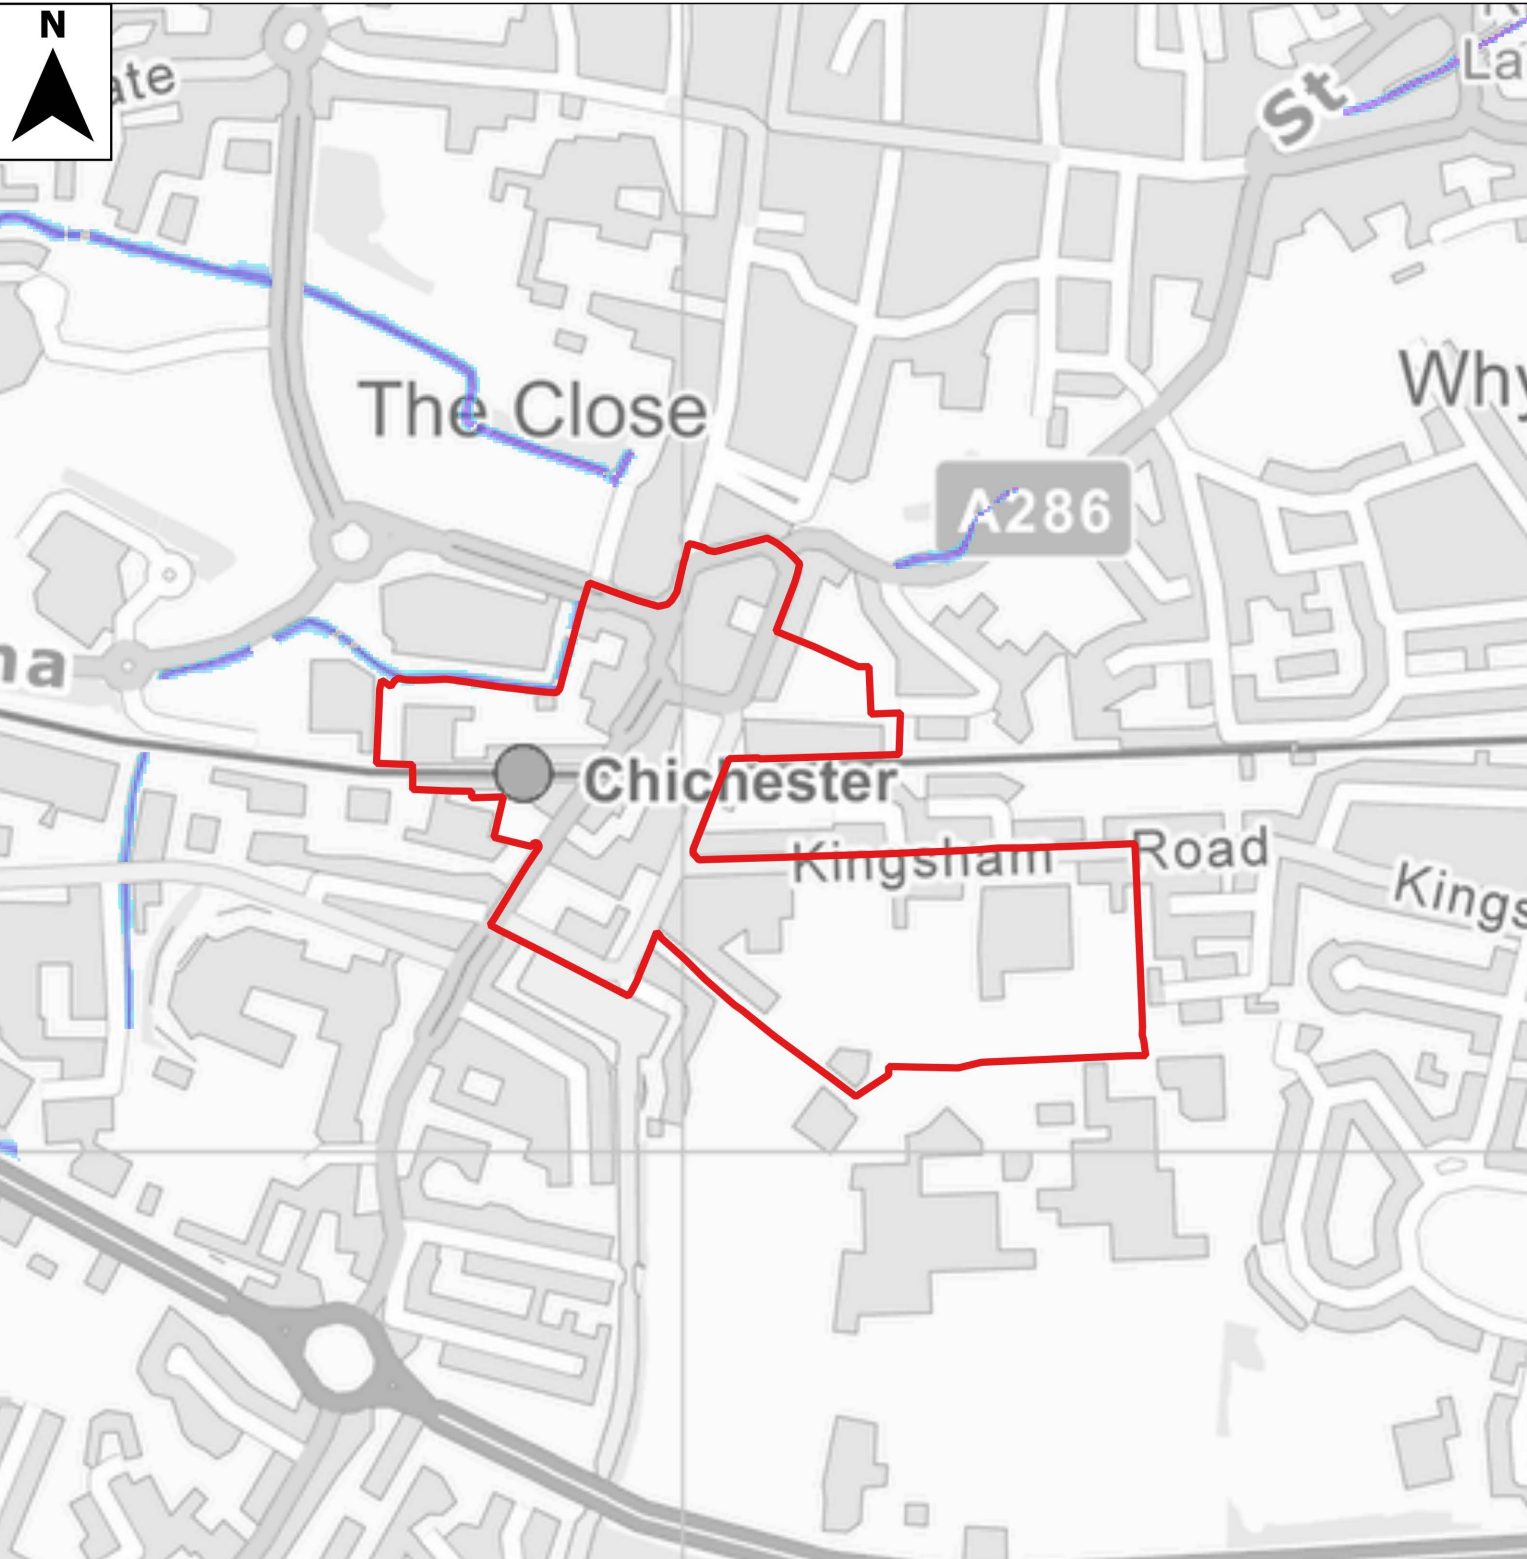 N
ate
St
La
The Close
Why
A286
na
Chichester
Kingsham Road
Kings